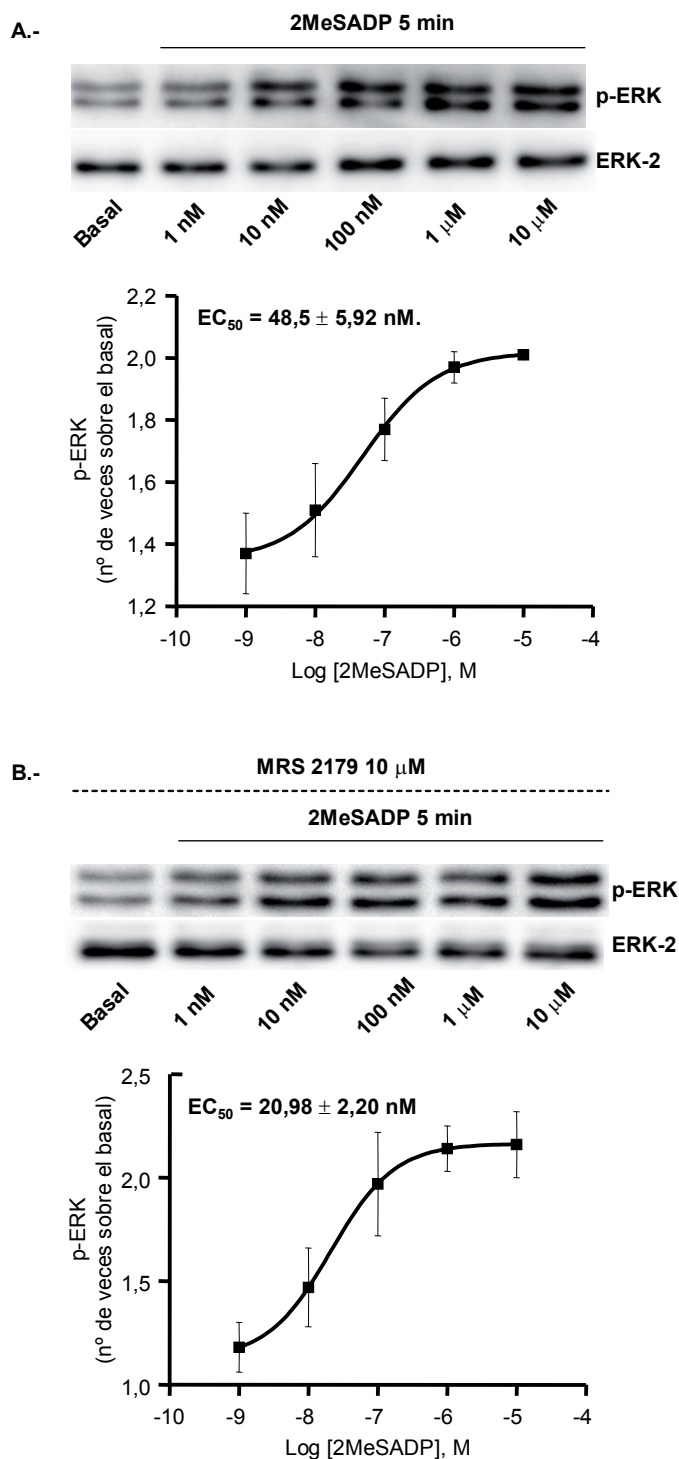 A.-
2MeSADP 5 min
p-ERK
ERK-2
Basal 1 nM 10 nM 100 nM 1 μM 10 μM
EC50 = 48,5 ± 5,92 nM.
2,2
2,0
1,8
1,6
1,4
1,2
p-ERK
(nº de veces sobre el basal)
-10 -9 -8 -7 -6 -5 -4
Log [2MeSADP], M
B.-
MRS 2179 10 μM
2MeSADP 5 min
p-ERK
ERK-2
Basal 1 nM 10 nM 100 nM 1 μM 10 μM
EC50 = 20,98 ± 2,20 nM
2,5
2,0
1,5
1,0
p-ERK
(nº de veces sobre el basal)
-10 -9 -8 -7 -6 -5 -4
Log [2MeSADP], M